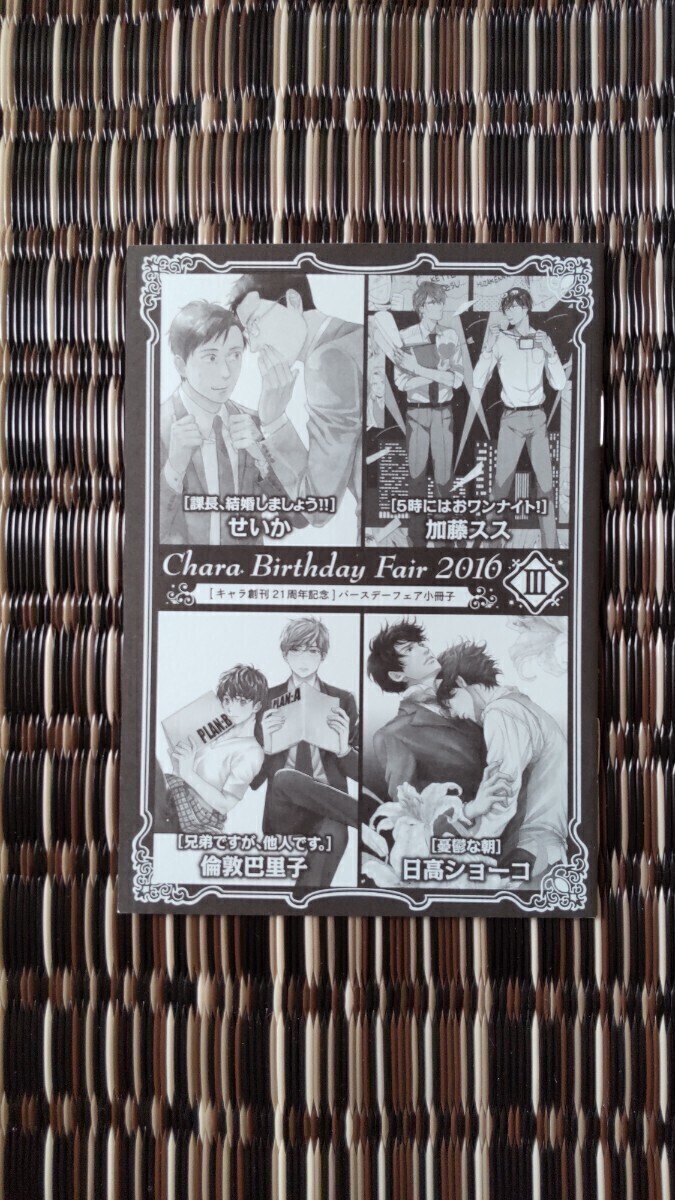 [課長、結婚しましょう!!]
せいか
[5時にはおワンナイト!]
加藤スス
Chara Birthday Fair 2016
III
[キャラ創刊21周年記念]バースデーフェア小冊子
PLAN-B
PLAN-A
[兄弟ですが、他人です。]
倫敦巴里子
[憂鬱な朝]
日高ショーコ